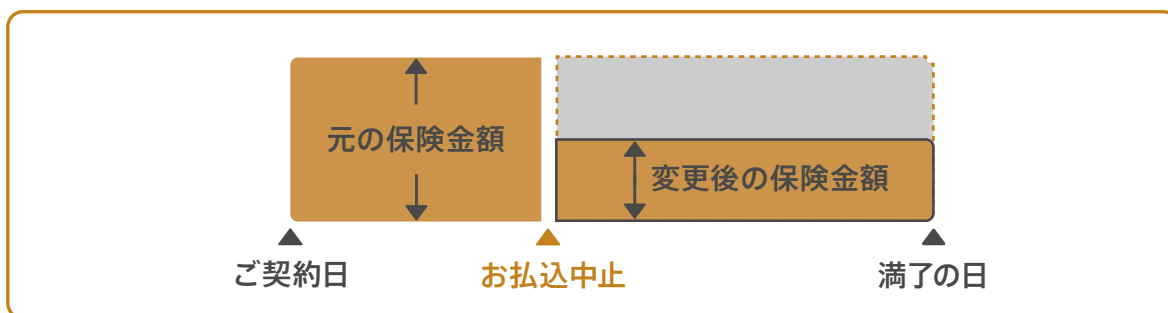 元の保険金額
変更後の保険金額
ご契約日
お払込中止
満了の日